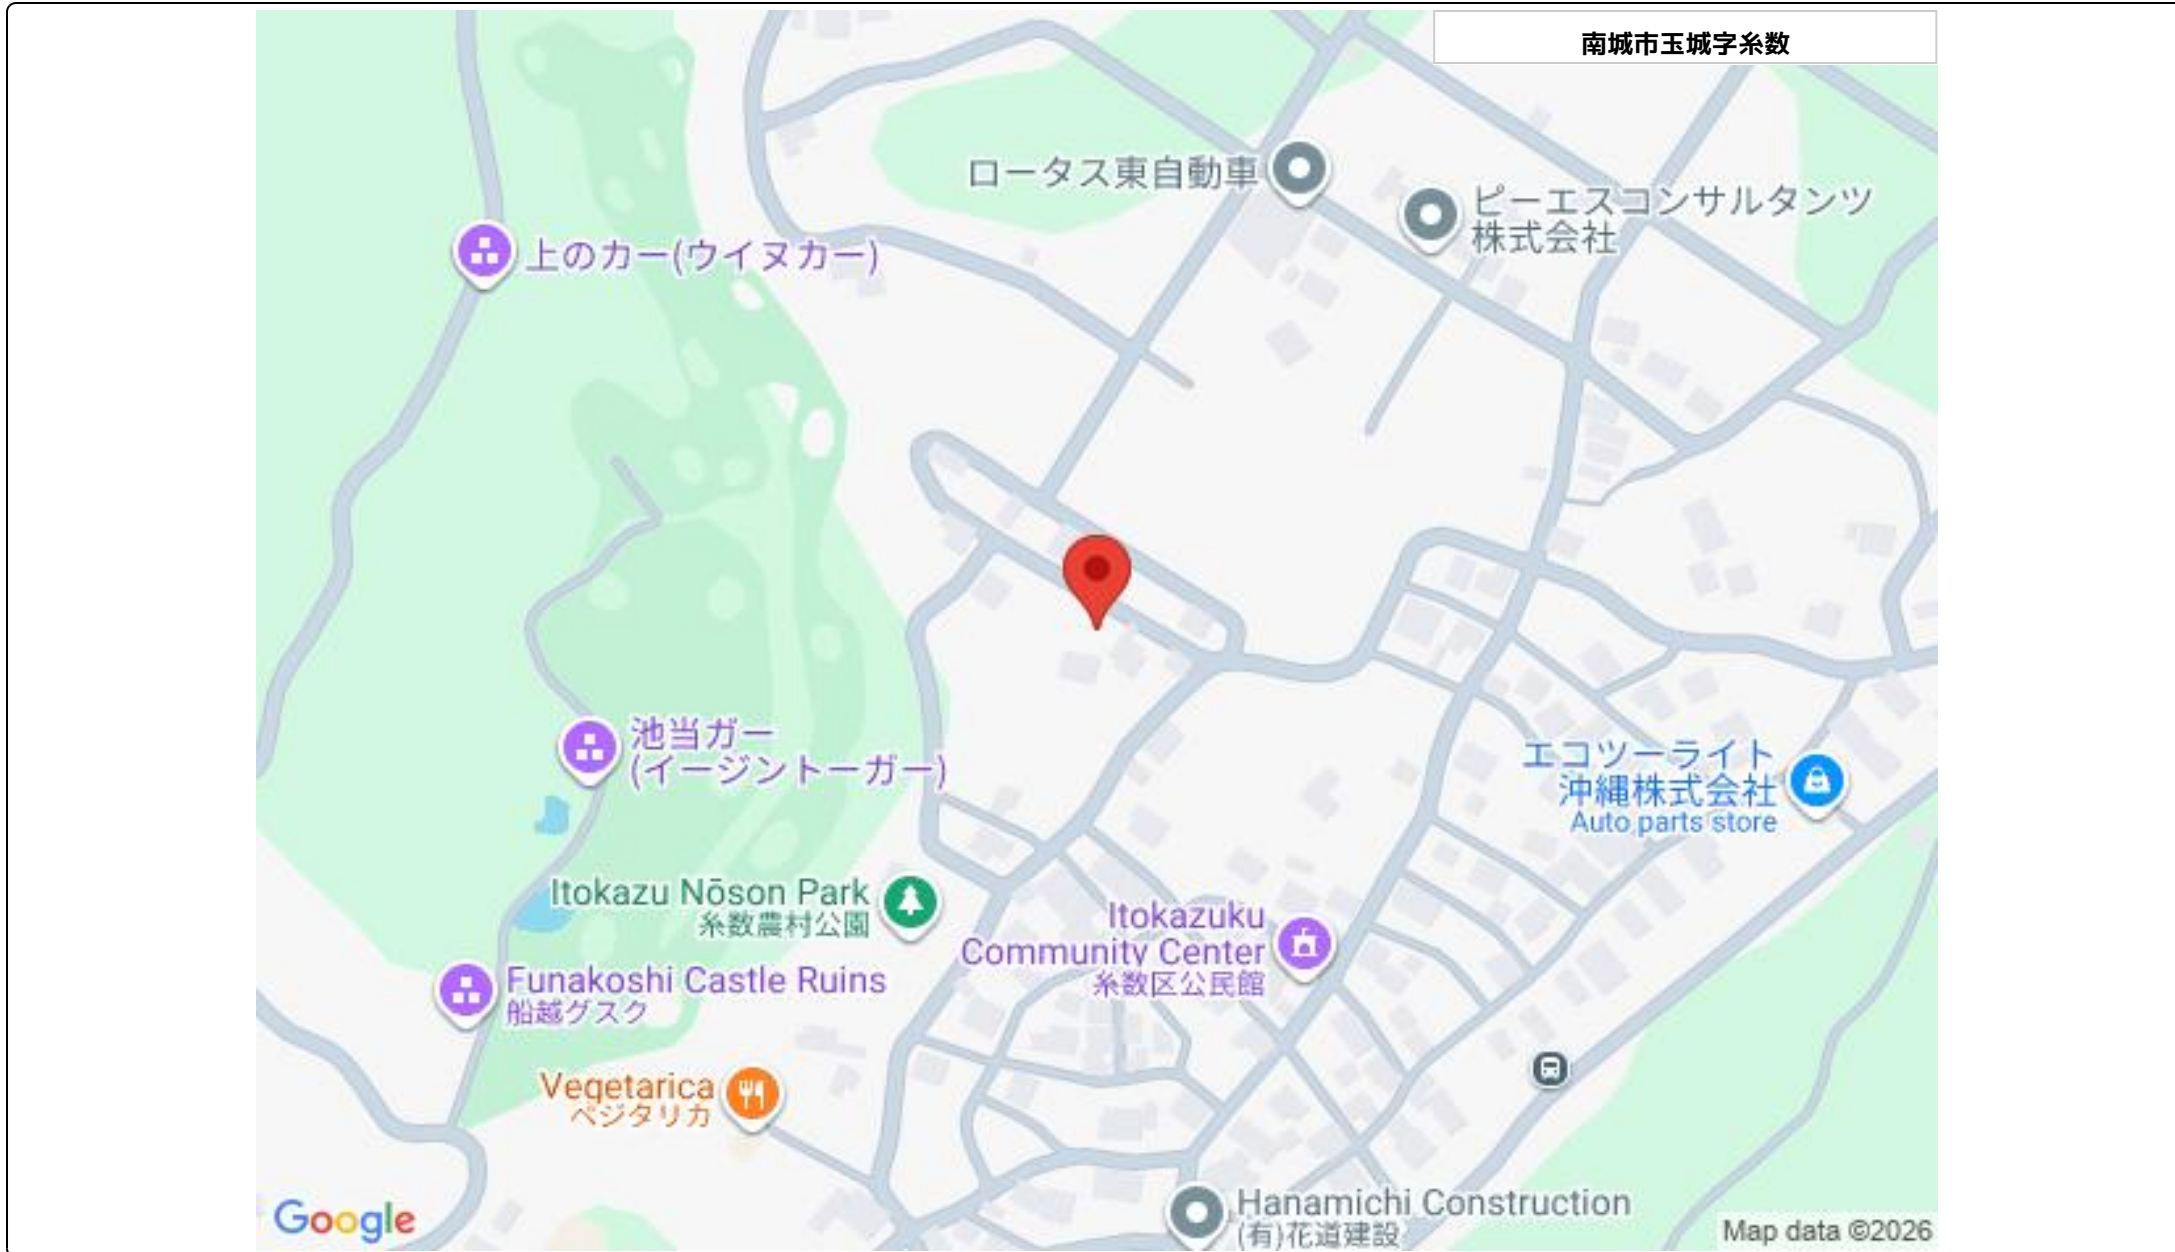 南城市玉城字糸数
ロータス東自動車
ピーエスコンサルタンツ
株式会社
上のカー(ウイヌカー)
池当ガー
(イージントーガー)
エコツーライト
沖縄株式会社
Auto parts store
Itokazu Nōson Park
糸数農村公園
Itokazuku
Community Center
糸数区公民館
Funakoshi Castle Ruins
船越グスク
Vegetarica
ベジタリカ
Hanamichi Construction
(有)花道建設
Google
Map data ©2026